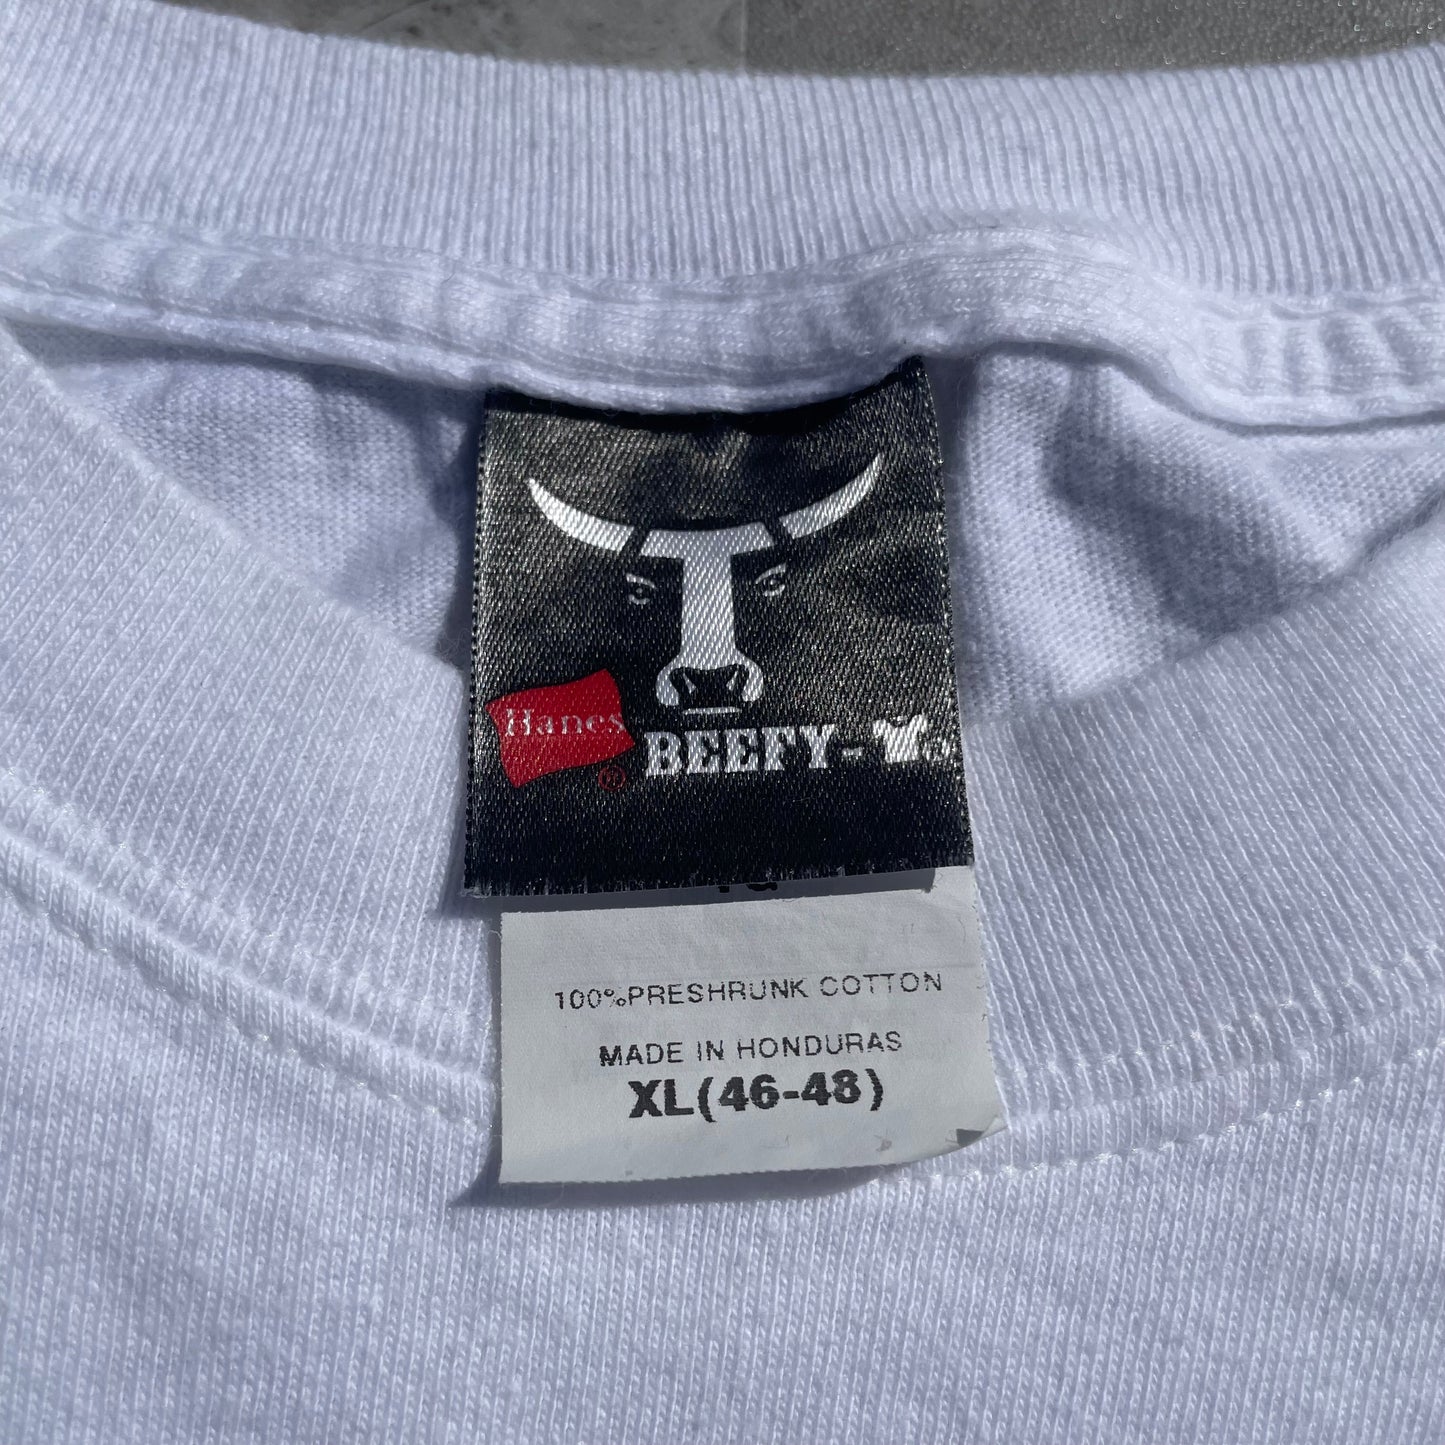 Hanes
®
BEEFY-
100%PRESHRUNK COTTON
MADE IN HONDURAS
XL(46-48)